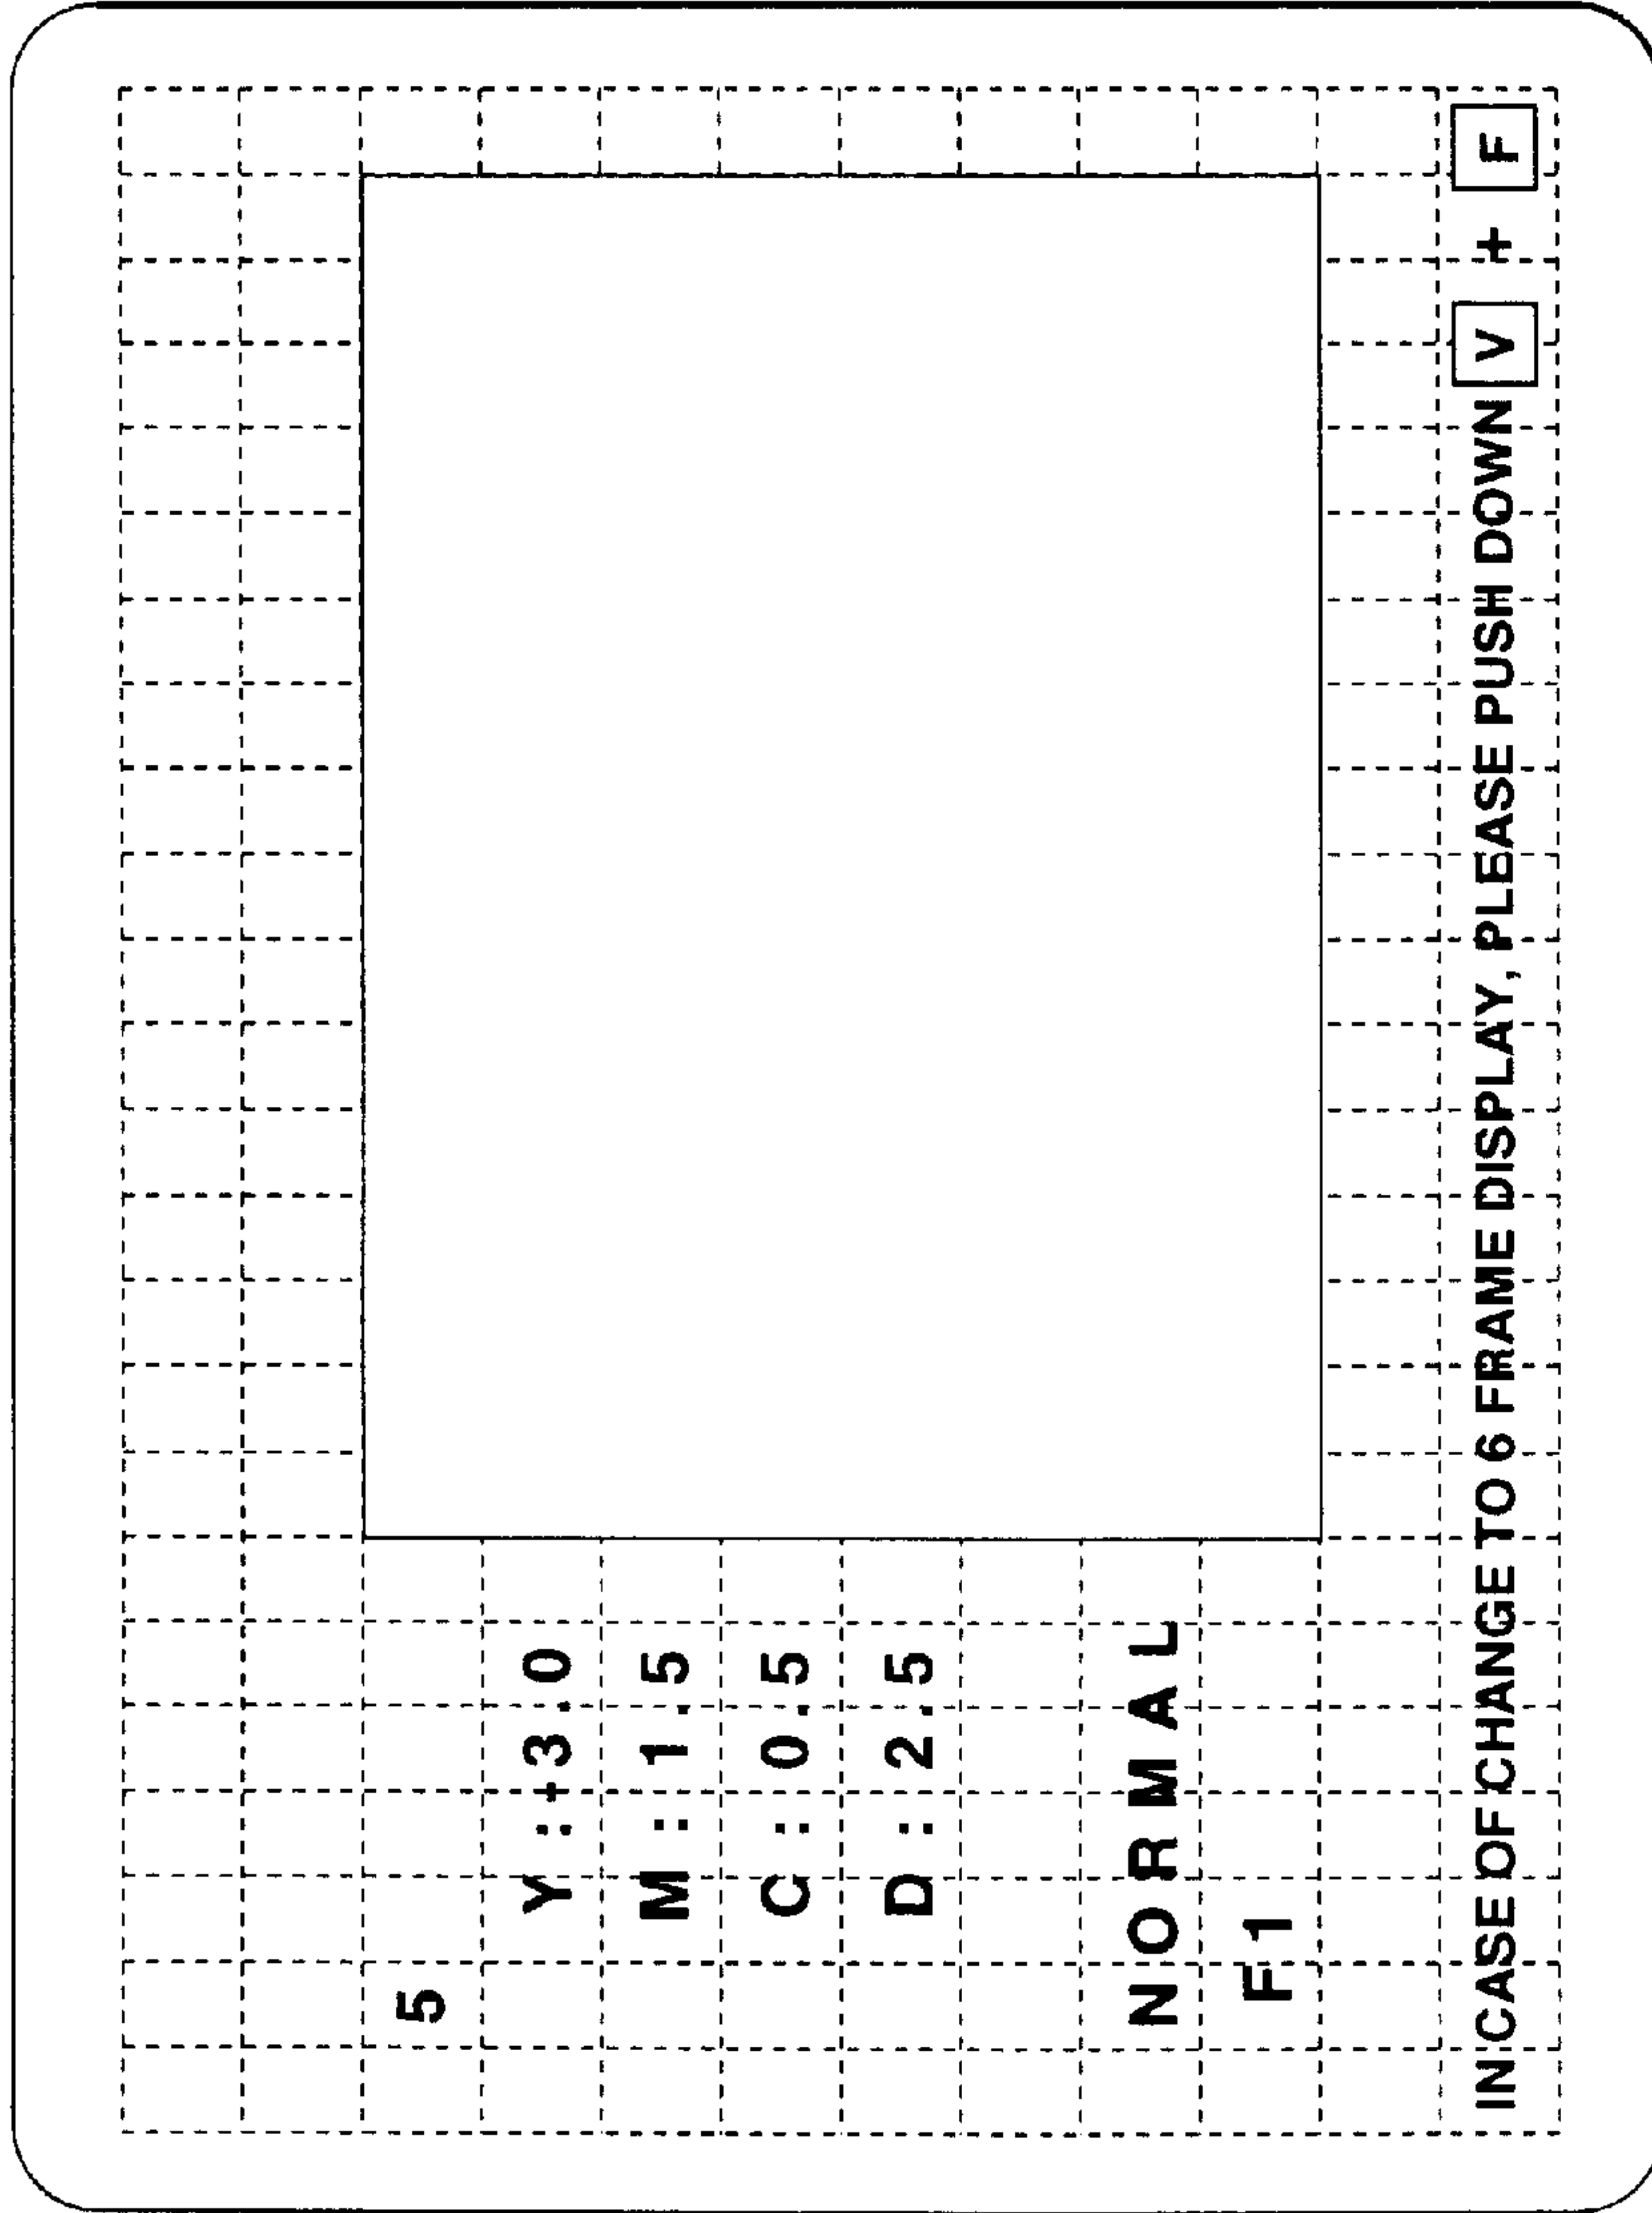 5
Y:+3.0
M:1.5
C:0.5
D:2.5
NORMAL
F1
IN CASE OF CHANGE TO 6 FRAME DISPLAY, PLEASE PUSH DOWN V + F